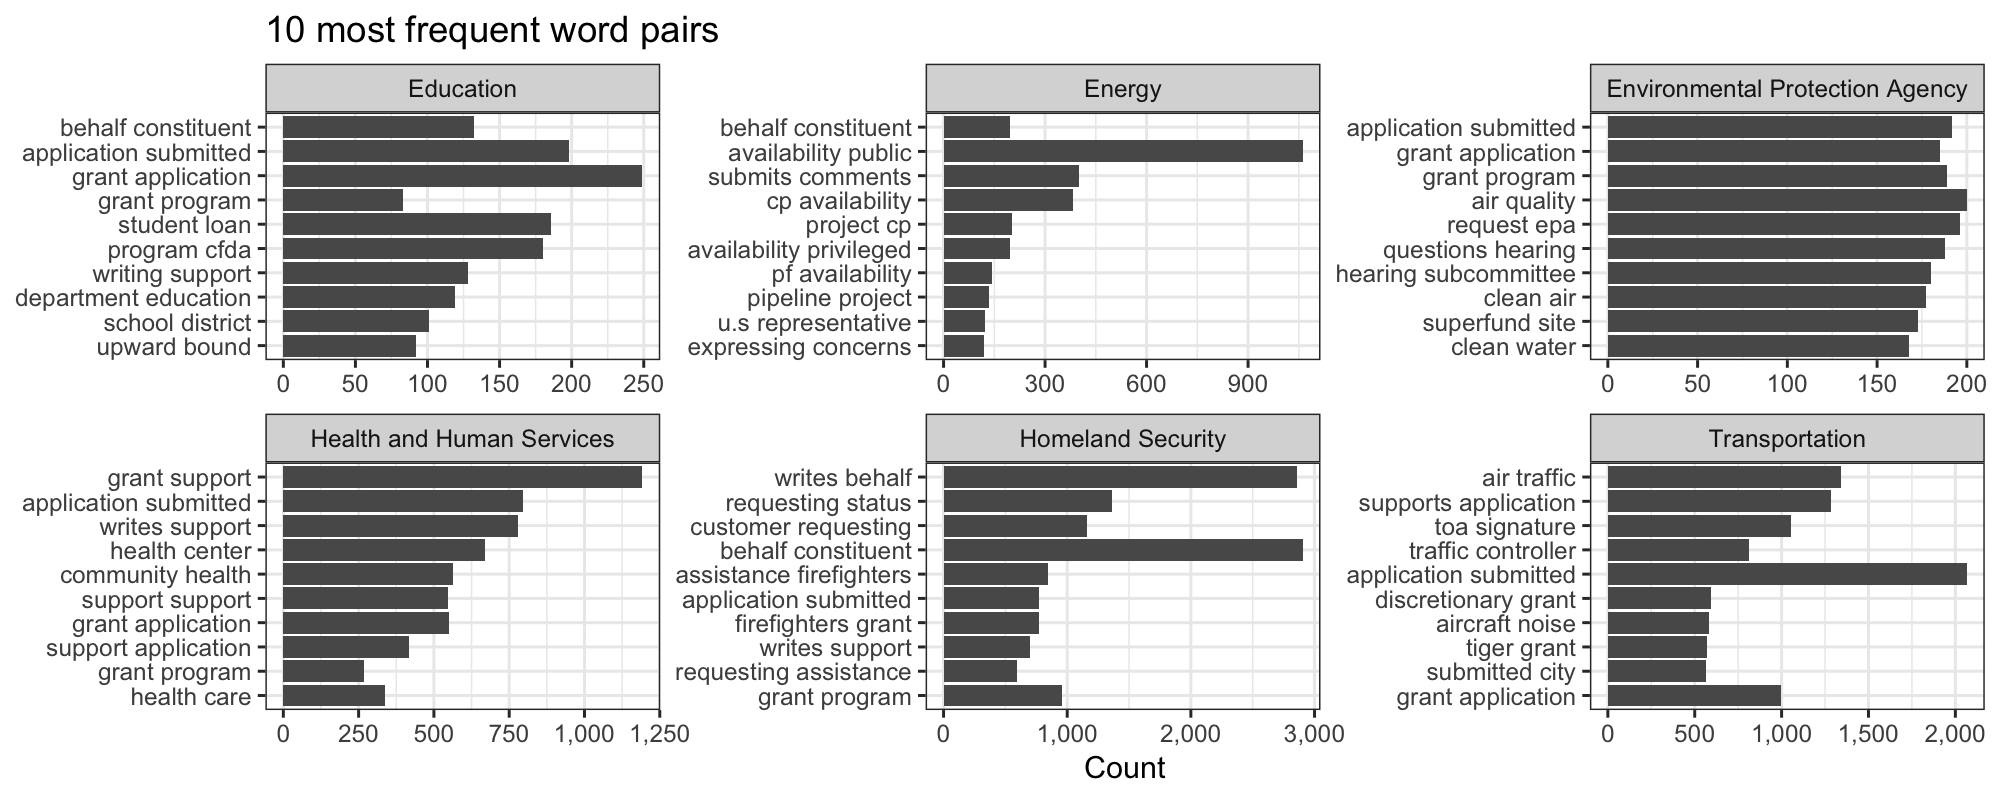 10 most frequent word pairs
Education
behalf constituent
application submitted
grant application
grant program
student loan
program cfda
writing support
department education
school district
upward bound
0 50 100 150 200 250
Energy
behalf constituent
availability public
submits comments
cp availability
project cp
availability privileged
pf availability
pipeline project
u.s representative
expressing concerns
0 300 600 900
Environmental Protection Agency
application submitted
grant application
grant program
air quality
request epa
questions hearing
hearing subcommittee
clean air
superfund site
clean water
0 50 100 150 200
Health and Human Services
grant support
application submitted
writes support
health center
community health
support support
grant application
support application
grant program
health care
0 250 500 750 1,000 1,250
Homeland Security
writes behalf
requesting status
customer requesting
behalf constituent
assistance firefighters
application submitted
firefighters grant
writes support
requesting assistance
grant program
0 1,000 2,000 3,000
Transportation
air traffic
supports application
toa signature
traffic controller
application submitted
discretionary grant
aircraft noise
tiger grant
submitted city
grant application
0 500 1,000 1,500 2,000
Count